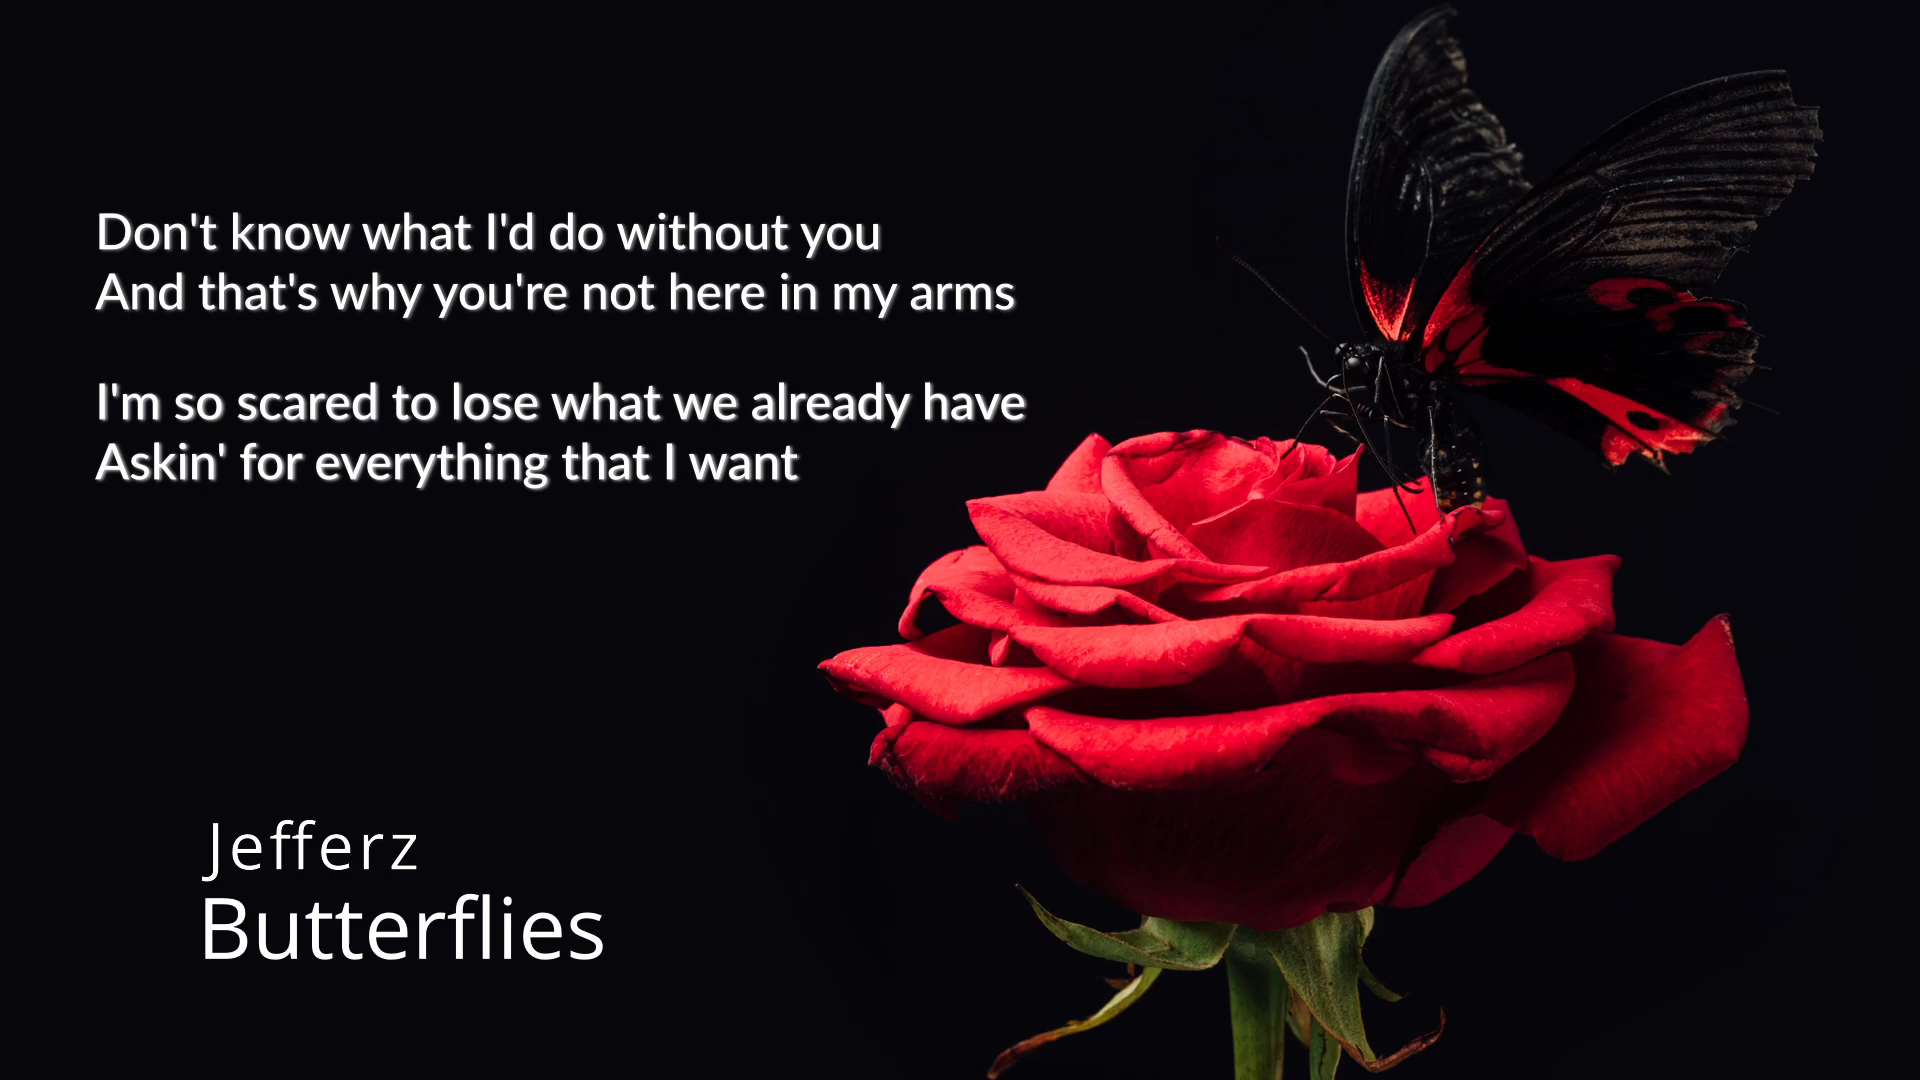 Don't know what I'd do without you
And that's why you're not here in my arms
I'm so scared to lose what we already have
Askin' for everything that I want
Jefferz
Butterflies